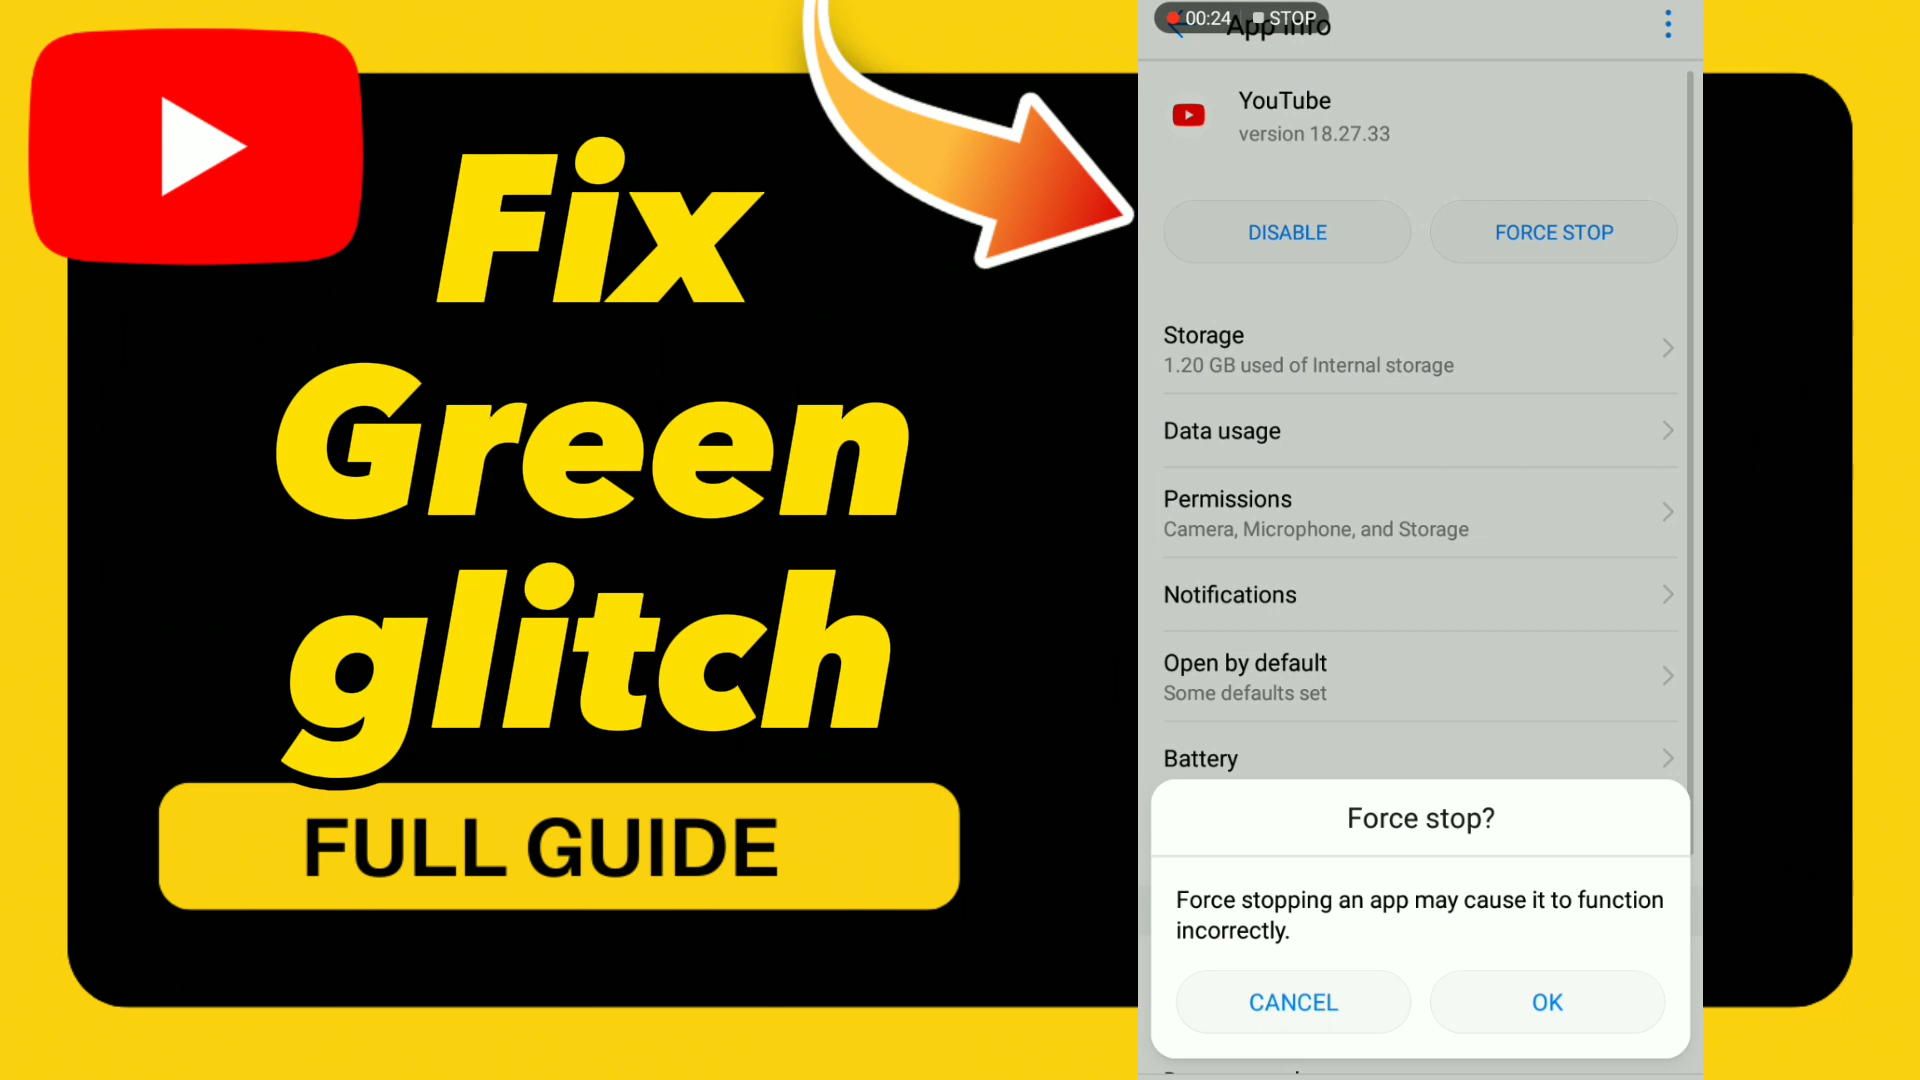 Fix
Green
glitch
FULL GUIDE
00:24 STOP
App info
YouTube
version 18.27.33
DISABLE
FORCE STOP
Storage
1.20 GB used of Internal storage
Data usage
Permissions
Camera, Microphone, and Storage
Notifications
Open by default
Some defaults set
Battery
Force stop?
Force stopping an app may cause it to function
incorrectly.
CANCEL
OK